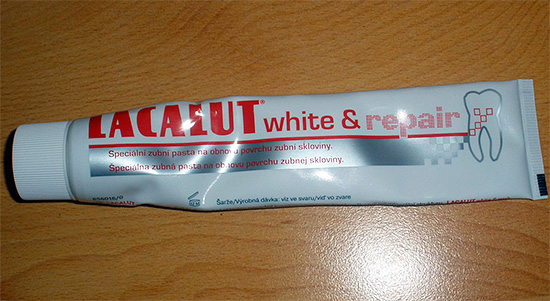 LACALUT® white & repair
Speciální zubní pasta na obnovu povrchu zubní skloviny.
Špeciálna zubná pasta na obnovu povrchu zubnej skloviny.
Šarže/Výrobná dávka: viz ve svaru/viď vo zvare
LACALUT